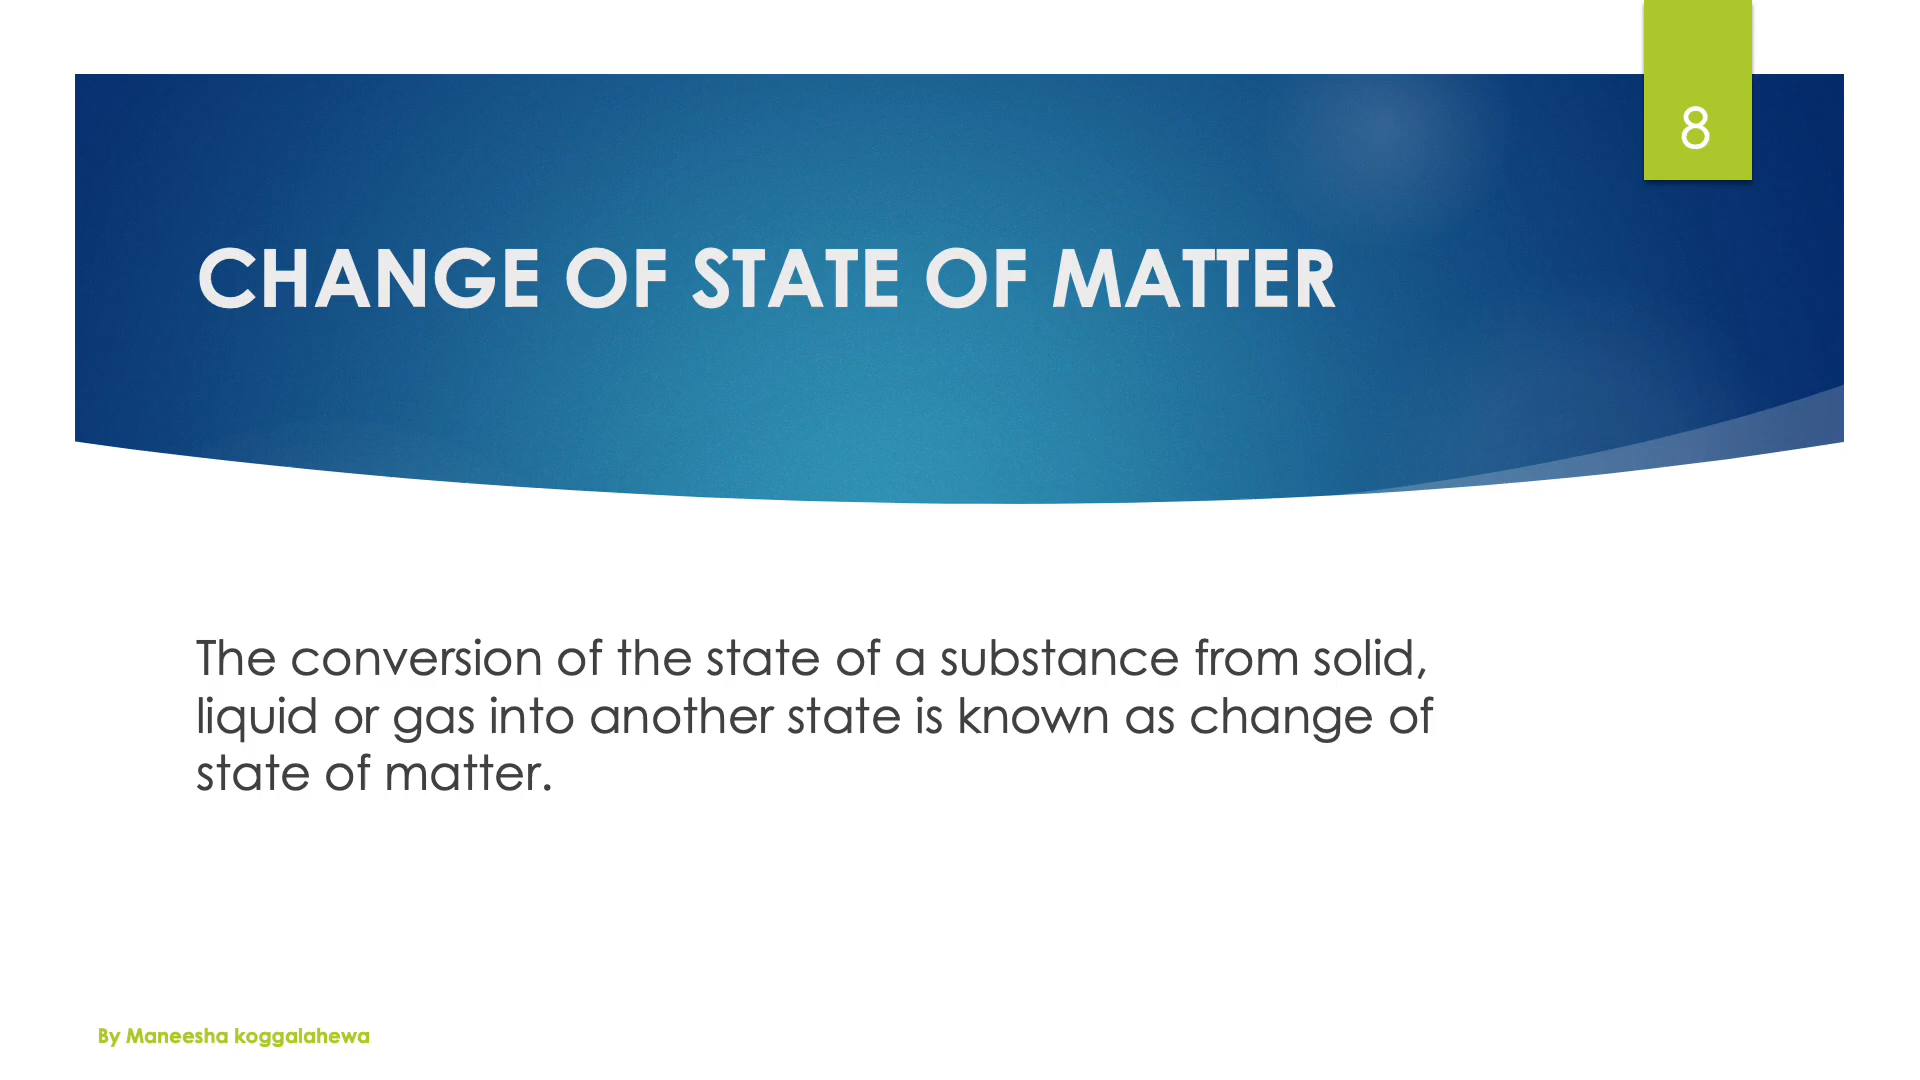 8
CHANGE OF STATE OF MATTER
The conversion of the state of a substance from solid,
liquid or gas into another state is known as change of
state of matter.
By Maneesha koggalahewa